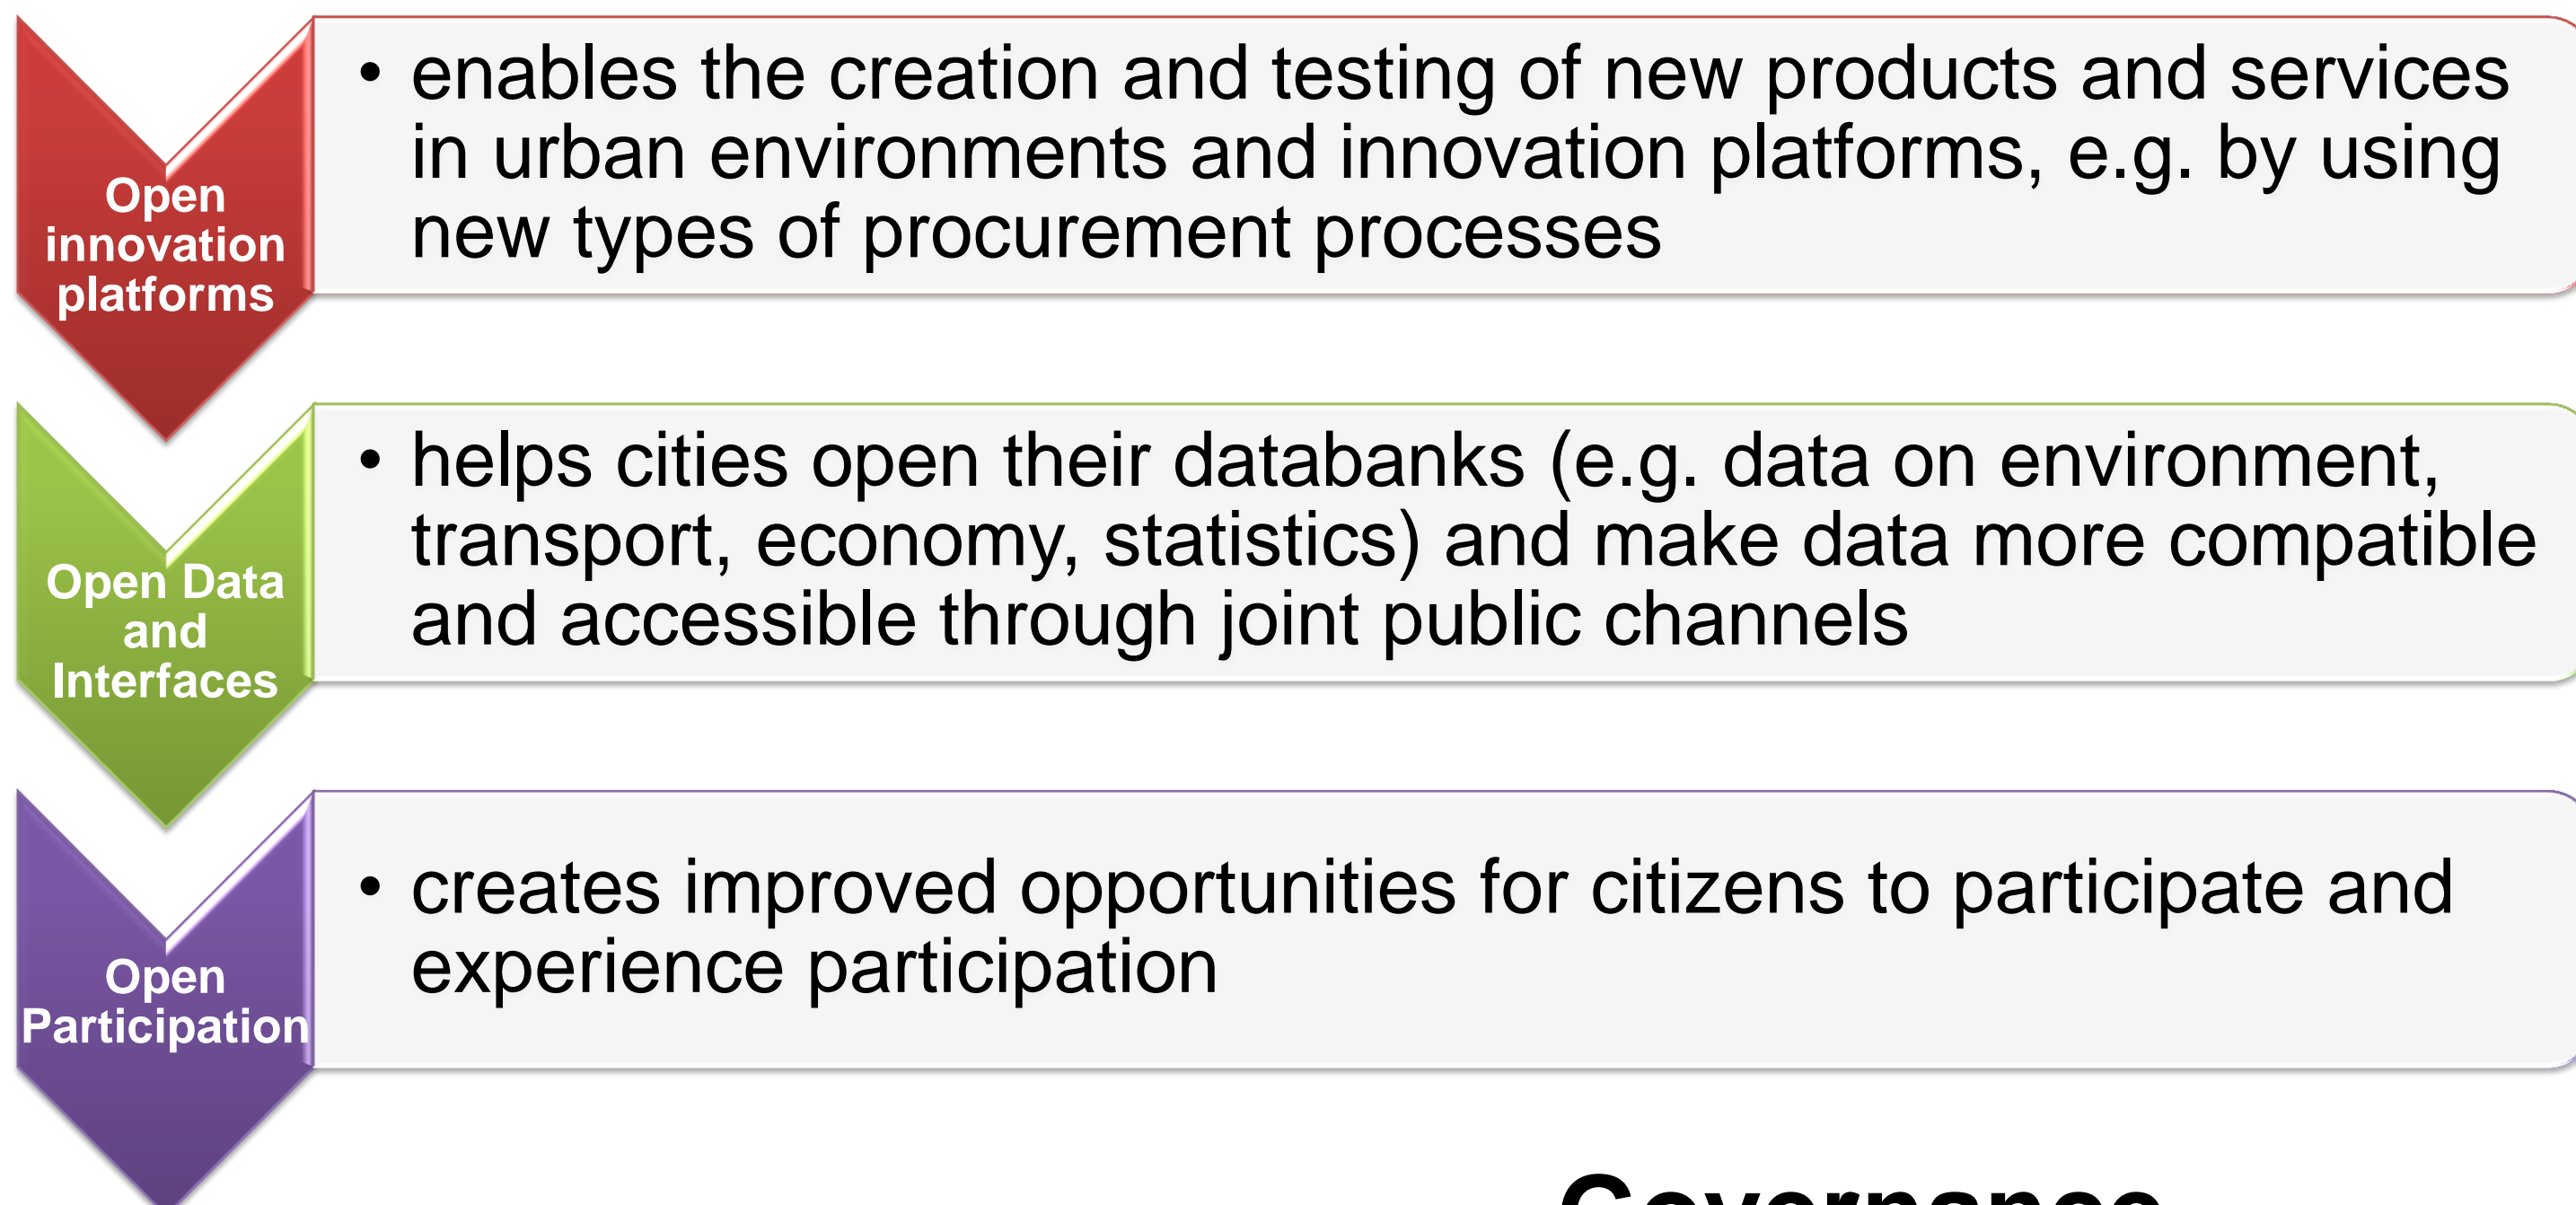 Open
innovation
platforms
• enables the creation and testing of new products and services
in urban environments and innovation platforms, e.g. by using
new types of procurement processes
Open Data
and
Interfaces
• helps cities open their databanks (e.g. data on environment,
transport, economy, statistics) and make data more compatible
and accessible through joint public channels
Open
Participation
• creates improved opportunities for citizens to participate and
experience participation
Governance